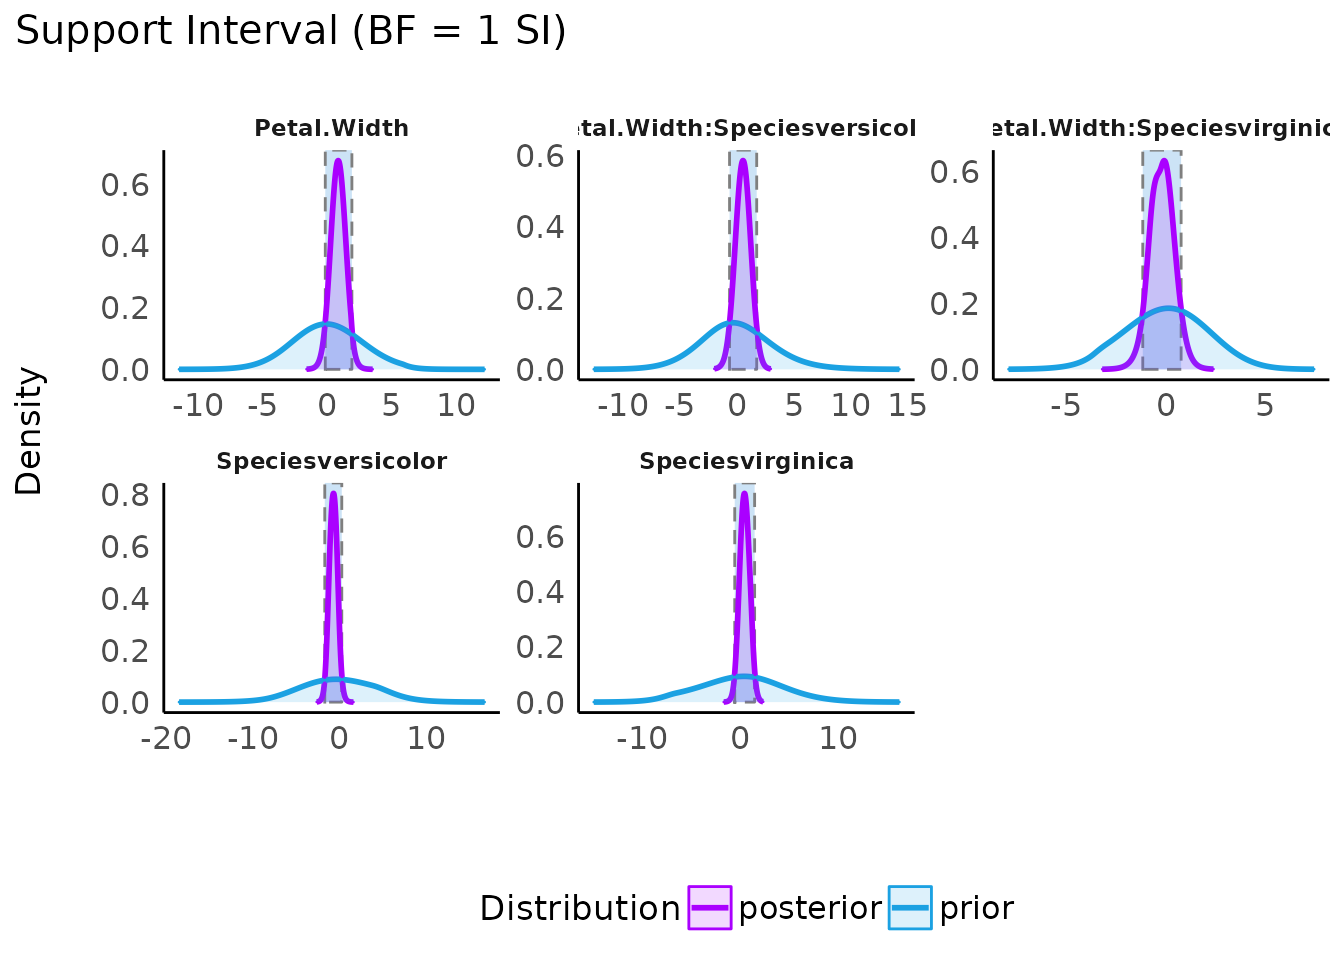 Support Interval (BF = 1 SI)
Petal.Width
etal.Width:Speciesversicol
etal.Width:Speciesvirginic
0.6
0.4
0.2
0.0
-10 -5 0 5 10
0.6
0.4
0.2
0.0
-10 -5 0 5 10 15
0.6
0.4
0.2
0.0
-5 0 5
Density
Speciesversicolor
Speciesvirginica
0.8
0.6
0.4
0.2
0.0
-20 -10 0 10
0.6
0.4
0.2
0.0
-10 0 10
Distribution posterior prior